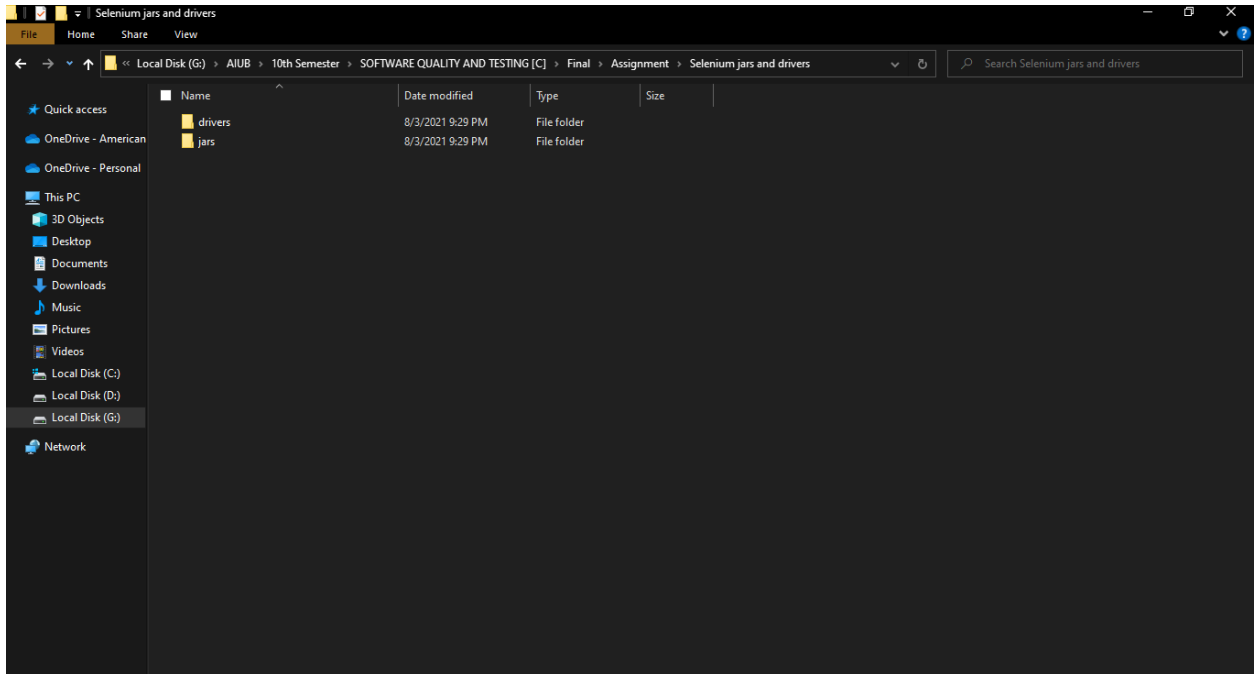 Selenium jars and drivers
File Home Share View
« Local Disk (G:) › AIUB › 10th Semester › SOFTWARE QUALITY AND TESTING [C] › Final › Assignment › Selenium jars and drivers
Search Selenium jars and drivers
Name Date modified Type Size
drivers 8/3/2021 9:29 PM File folder
jars 8/3/2021 9:29 PM File folder
Quick access
OneDrive - American
OneDrive - Personal
This PC
3D Objects
Desktop
Documents
Downloads
Music
Pictures
Videos
Local Disk (C:)
Local Disk (D:)
Local Disk (G:)
Network